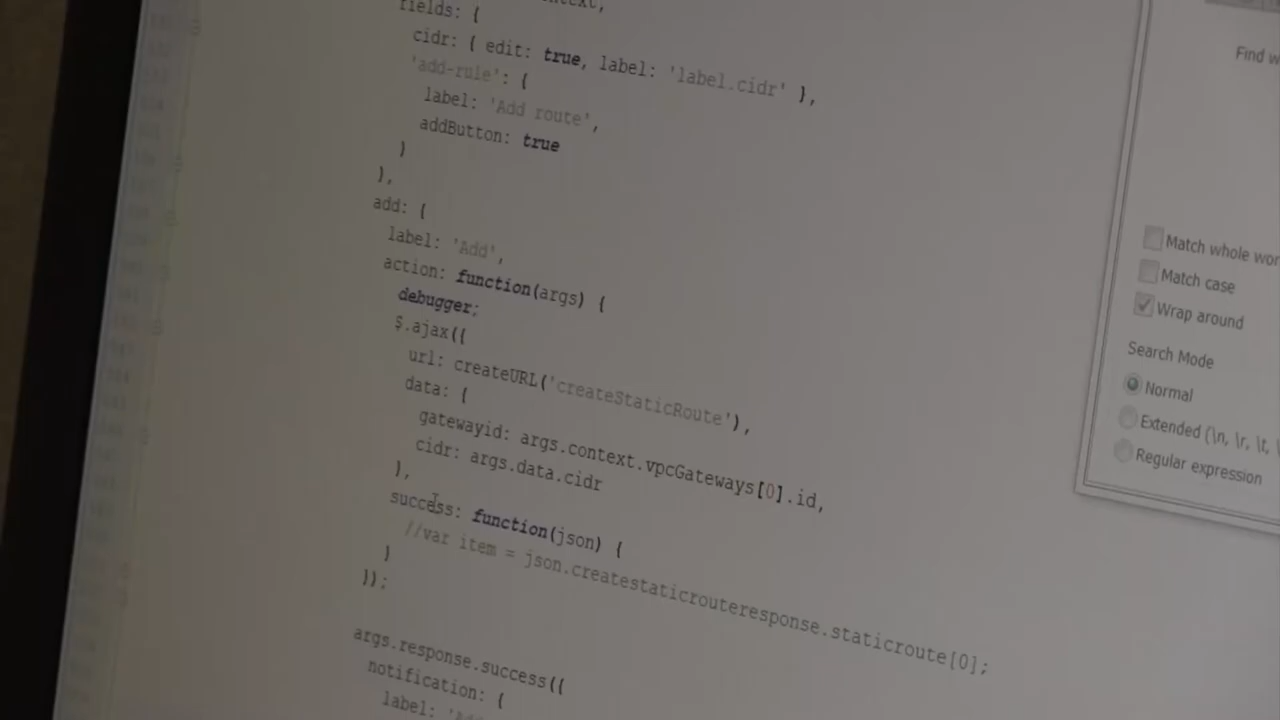 fields: {
cidr: { edit: true, label: 'label.cidr' },
'add-rule': {
label: 'Add route',
addButton: true
}
},
add: {
label: 'Add',
action: function(args) {
debugger;
$.ajax({
url: createURL('createStaticRoute'),
data: {
gatewayid: args.context.vpcGateways[0].id,
cidr: args.data.cidr
},
success: function(json) {
//var item = json.createstaticrouteresponse.staticroute[0];
}
});
args.response.success({
notification: {
label:
Find
Match whole
Match case
Wrap around
Search Mode
Normal
Extended (\n, \r, \t,
Regular expression